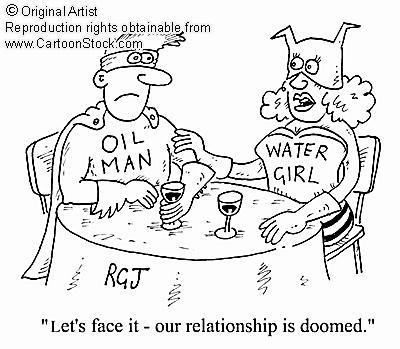 © Original Artist
Reproduction rights obtainable from
www.CartoonStock.com
OIL
MAN
WATER
GIRL
RGJ
"Let's face it - our relationship is doomed."